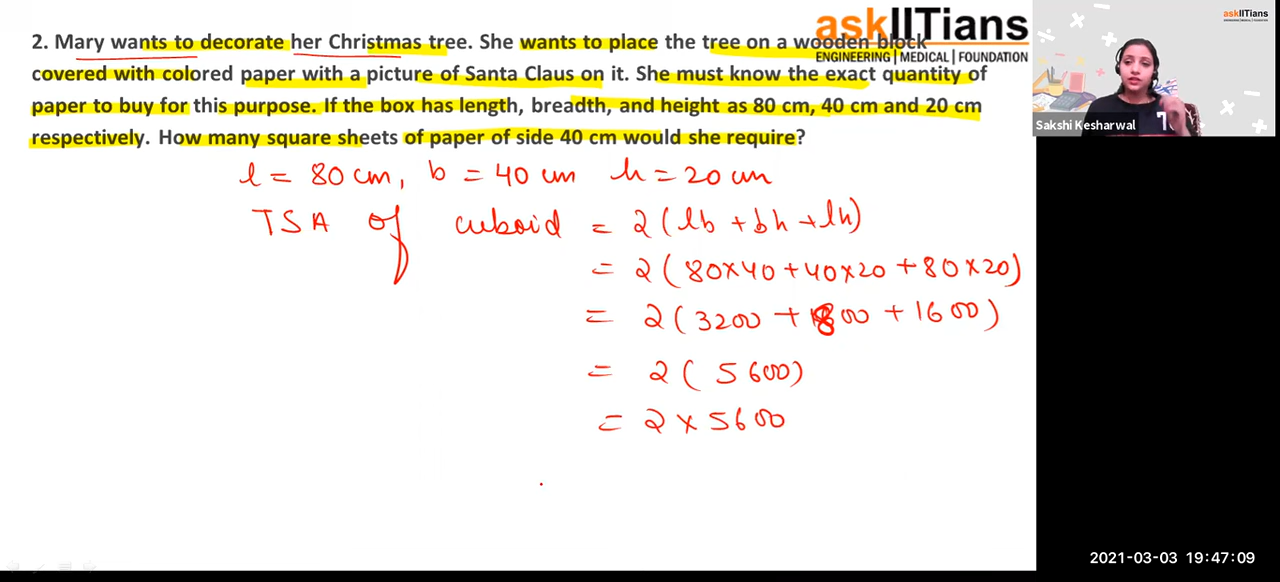 askIITians
ENGINEERING | MEDICAL | FOUNDATION
2. Mary wants to decorate her Christmas tree. She wants to place the tree on a wooden block
covered with colored paper with a picture of Santa Claus on it. She must know the exact quantity of
paper to buy for this purpose. If the box has length, breadth, and height as 80 cm, 40 cm and 20 cm
respectively. How many square sheets of paper of side 40 cm would she require?
l = 80 cm, b = 40 cm h = 20 cm
TSA of cuboid = 2 (lb + bh + lh)
= 2 (80×40 + 40×20 + 80×20)
= 2 (3200 + 800 + 1600)
= 2 (5600)
= 2 × 5600
askIITians
Sakshi Kesharwal
2021-03-03 19:47:09